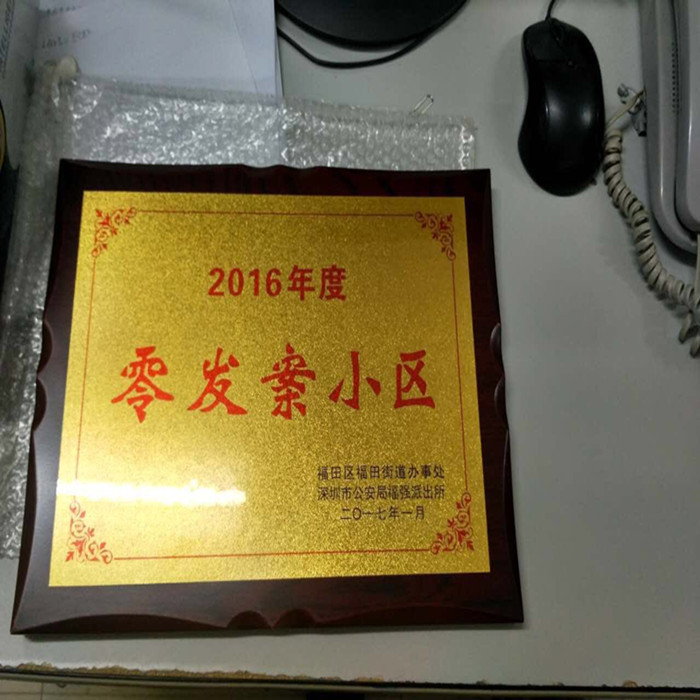 2016年度
零发案小区
福田区福田街道办事处
深圳市公安局福强派出所
二〇一七年一月